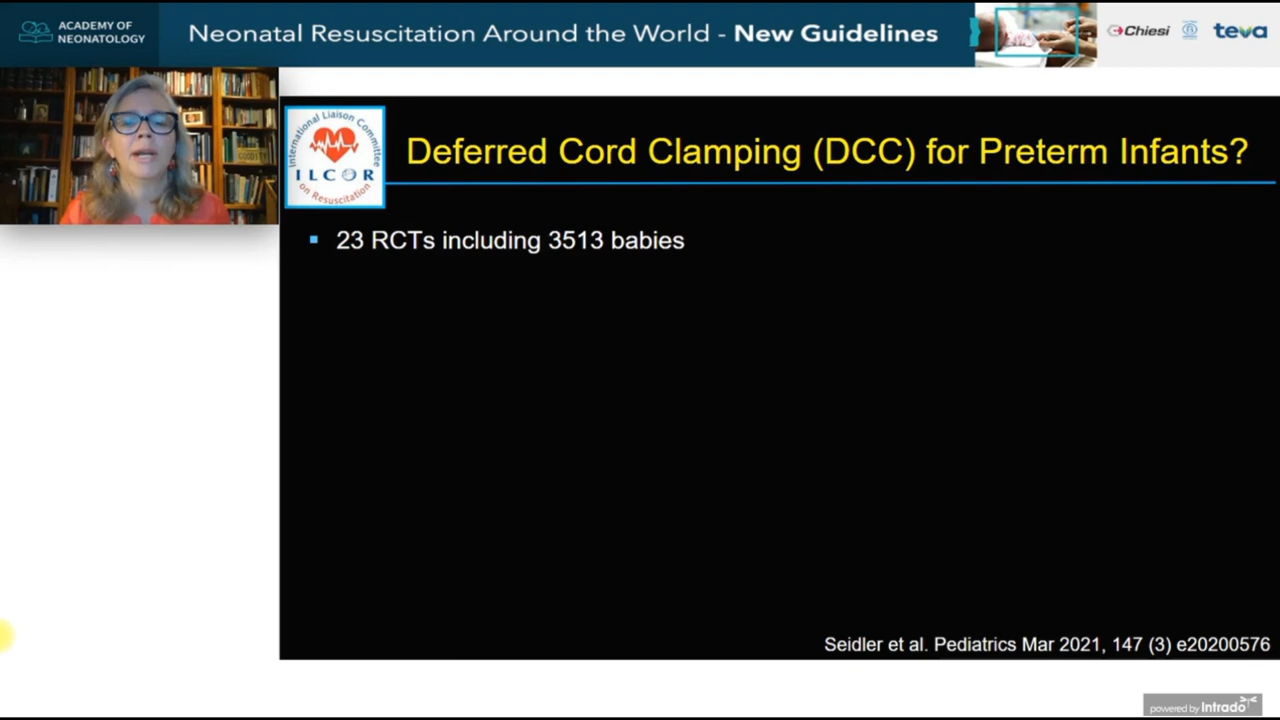 ACADEMY OF
NEONATOLOGY
Neonatal Resuscitation Around the World - New Guidelines
Chiesi
teva
International Liaison Committee
ILCOR
on Resuscitation
Deferred Cord Clamping (DCC) for Preterm Infants?
▪ 23 RCTs including 3513 babies
Seidler et al. Pediatrics Mar 2021, 147 (3) e20200576
powered by Intrado